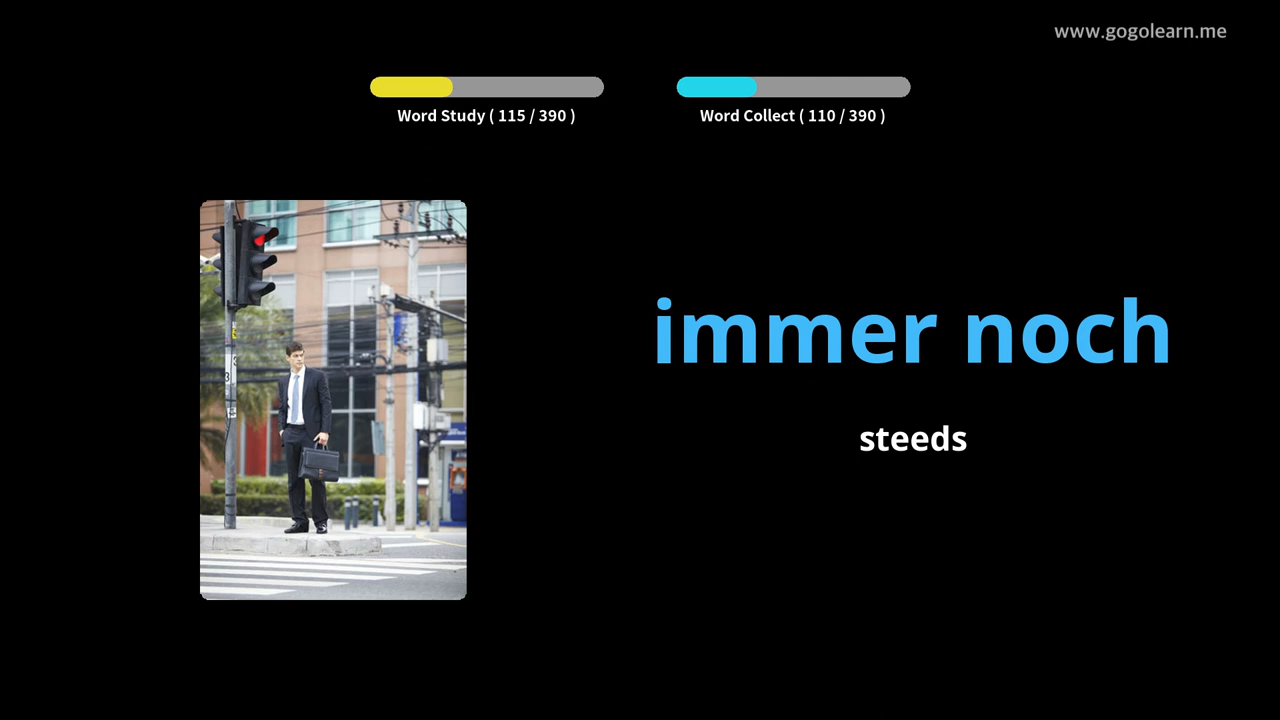 www.gogolearn.me
Word Study ( 115 / 390 )
Word Collect ( 110 / 390 )
immer noch
steeds